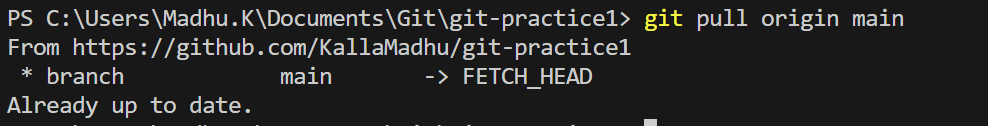 PS C:\Users\Madhu.K\Documents\Git\git-practice1> git pull origin main
From https://github.com/KallaMadhu/git-practice1
 * branch            main       -> FETCH_HEAD
Already up to date.